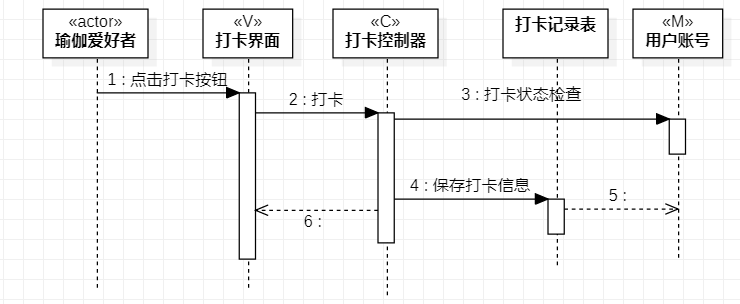 «actor»
瑜伽爱好者
«V»
打卡界面
«C»
打卡控制器
打卡记录表
«M»
用户账号
1 : 点击打卡按钮
2 : 打卡
3 : 打卡状态检查
4 : 保存打卡信息
5 :
6 :